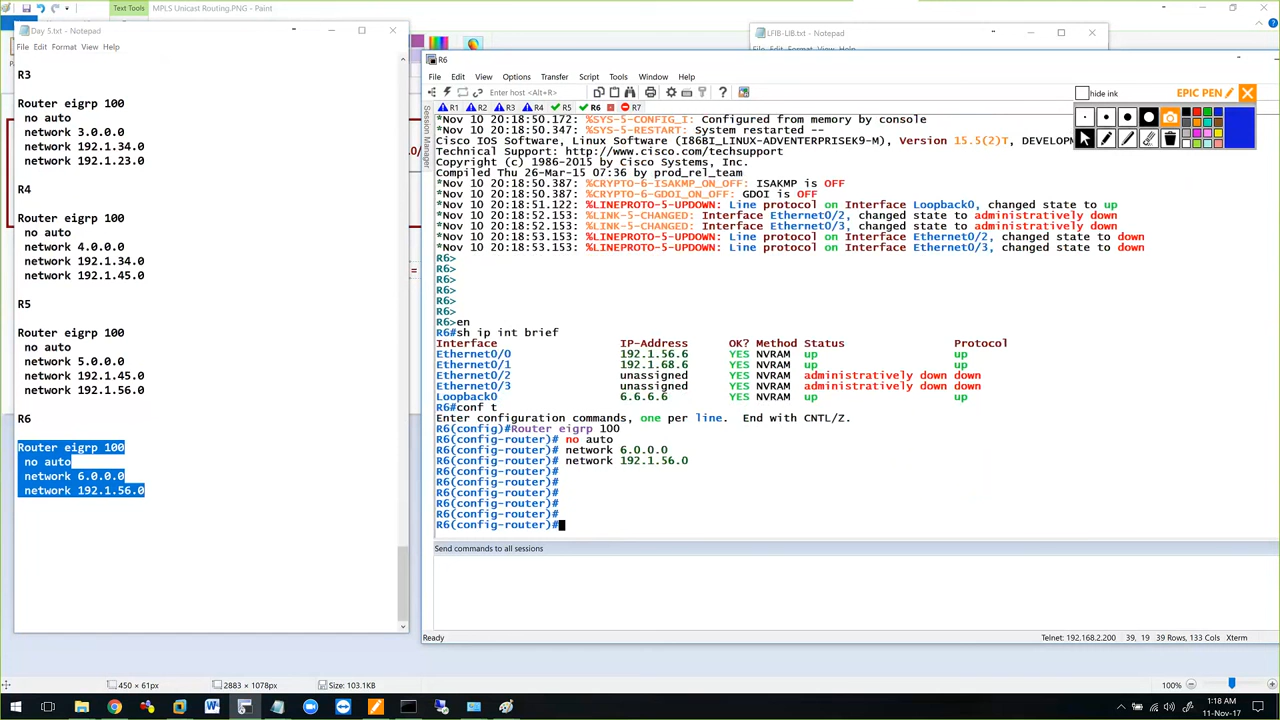 Text Tools
MPLS Unicast Routing.PNG - Paint
Day 5.txt - Notepad
File Edit Format View Help
R3
Router eigrp 100
no auto
network 3.0.0.0
network 192.1.34.0
network 192.1.23.0
R4
Router eigrp 100
no auto
network 4.0.0.0
network 192.1.34.0
network 192.1.45.0
R5
Router eigrp 100
no auto
network 5.0.0.0
network 192.1.45.0
network 192.1.56.0
R6
Router eigrp 100
no auto
network 6.0.0.0
network 192.1.56.0
LFIB-LIB.txt - Notepad
R6
File Edit View Options Transfer Script Tools Window Help
Enter host <Alt+R>
hide ink
EPIC PEN
R1 R2 R3 R4 R5 R6 R7
Session Manager
*Nov 10 20:18:50.172: %SYS-5-CONFIG_I: Configured from memory by console
*Nov 10 20:18:50.347: %SYS-5-RESTART: System restarted --
Cisco IOS Software, Linux Software (I86BI_LINUX-ADVENTERPRISEK9-M), Version 15.5(2)T, DEVELOPM
Technical Support: http://www.cisco.com/techsupport
Copyright (c) 1986-2015 by Cisco Systems, Inc.
Compiled Thu 26-Mar-15 07:36 by prod_rel_team
*Nov 10 20:18:50.387: %CRYPTO-6-ISAKMP_ON_OFF: ISAKMP is OFF
*Nov 10 20:18:50.387: %CRYPTO-6-GDOI_ON_OFF: GDOI is OFF
*Nov 10 20:18:51.122: %LINEPROTO-5-UPDOWN: Line protocol on Interface Loopback0, changed state to up
*Nov 10 20:18:52.153: %LINK-5-CHANGED: Interface Ethernet0/2, changed state to administratively down
*Nov 10 20:18:52.153: %LINK-5-CHANGED: Interface Ethernet0/3, changed state to administratively down
*Nov 10 20:18:53.153: %LINEPROTO-5-UPDOWN: Line protocol on Interface Ethernet0/2, changed state to down
*Nov 10 20:18:53.153: %LINEPROTO-5-UPDOWN: Line protocol on Interface Ethernet0/3, changed state to down
R6>
R6>
R6>
R6>
R6>
R6>
R6>en
R6#sh ip int brief
Interface IP-Address OK? Method Status Protocol
Ethernet0/0 192.1.56.6 YES NVRAM up up
Ethernet0/1 192.1.68.6 YES NVRAM up up
Ethernet0/2 unassigned YES NVRAM administratively down down
Ethernet0/3 unassigned YES NVRAM administratively down down
Loopback0 6.6.6.6 YES NVRAM up up
R6#conf t
Enter configuration commands, one per line. End with CNTL/Z.
R6(config)#Router eigrp 100
R6(config-router)# no auto
R6(config-router)# network 6.0.0.0
R6(config-router)# network 192.1.56.0
R6(config-router)#
R6(config-router)#
R6(config-router)#
R6(config-router)#
R6(config-router)#
R6(config-router)#
Send commands to all sessions
Ready
Telnet: 192.168.2.200 39, 19 39 Rows, 133 Cols Xterm
450 × 61px
2883 × 1078px
Size: 103.1KB
100%
1:18 AM
11-Nov-17